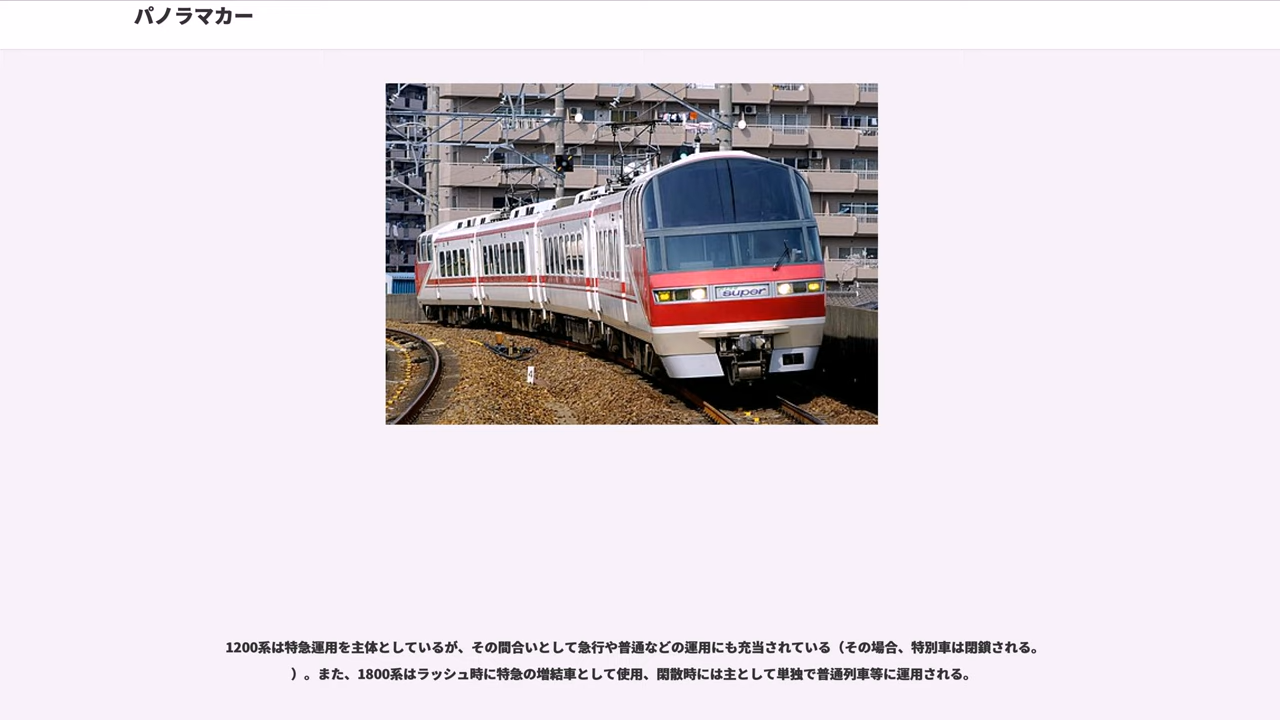 パノラマカー
super
4
1200系は特急運用を主体としているが、その間合いとして急行や普通などの運用にも充当されている（その場合、特別車は閉鎖される。
）。また、1800系はラッシュ時に特急の増結車として使用、閑散時には主として単独で普通列車等に運用される。